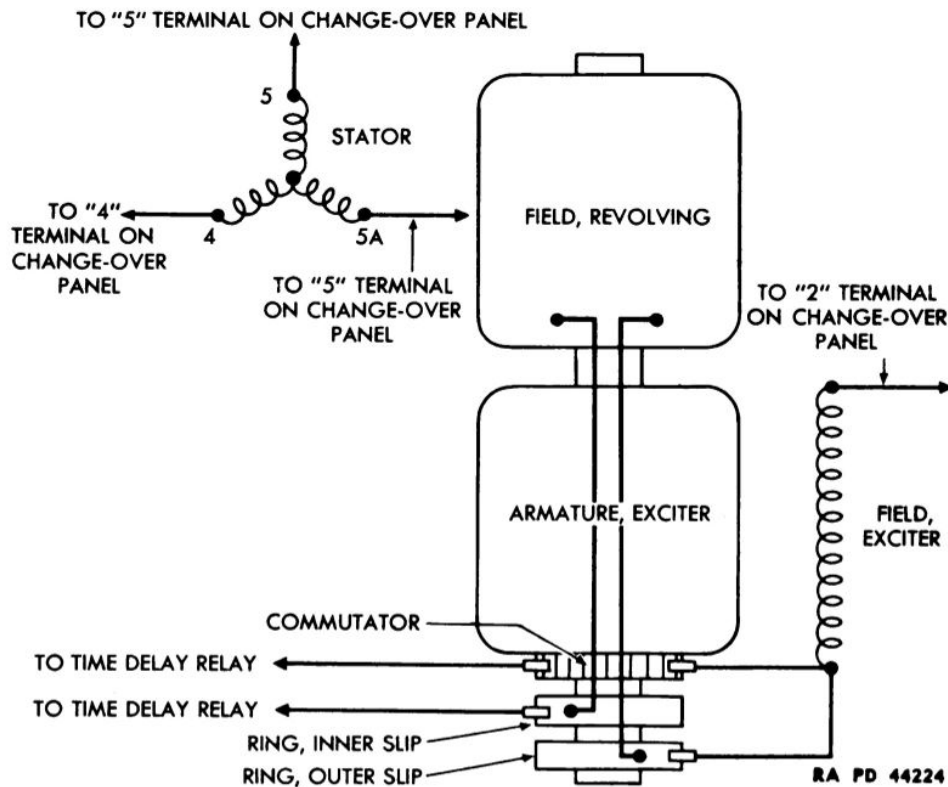 TO "5" TERMINAL ON CHANGE-OVER PANEL
5
STATOR
TO "4"
TERMINAL ON
CHANGE-OVER
PANEL
4
5A
TO "5" TERMINAL
ON CHANGE-OVER
PANEL
FIELD, REVOLVING
TO "2" TERMINAL
ON CHANGE-OVER
PANEL
ARMATURE, EXCITER
FIELD,
EXCITER
COMMUTATOR
TO TIME DELAY RELAY
TO TIME DELAY RELAY
RING, INNER SLIP
RING, OUTER SLIP
RA PD 44224